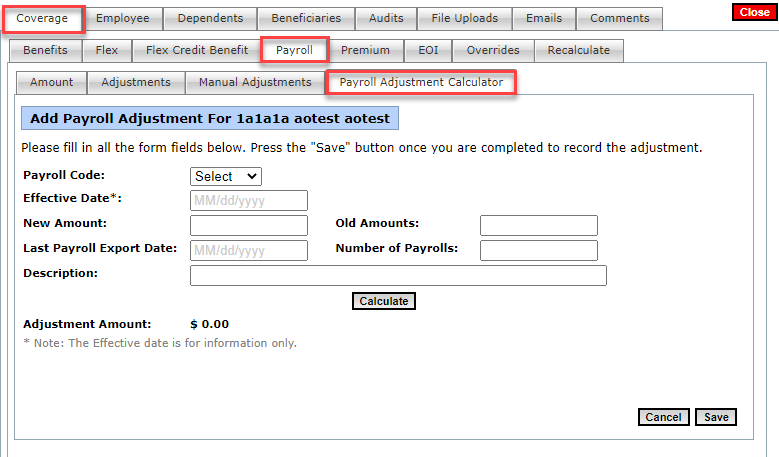 Coverage Employee Dependents Beneficiaries Audits File Uploads Emails Comments Close
Benefits Flex Flex Credit Benefit Payroll Premium EOI Overrides Recalculate
Amount Adjustments Manual Adjustments Payroll Adjustment Calculator
Add Payroll Adjustment For 1a1a1a aotest aotest
Please fill in all the form fields below. Press the "Save" button once you are completed to record the adjustment.
Payroll Code: Select
Effective Date*: MM/dd/yyyy
New Amount: Old Amounts:
Last Payroll Export Date: MM/dd/yyyy Number of Payrolls:
Description:
Calculate
Adjustment Amount: $ 0.00
* Note: The Effective date is for information only.
Cancel Save